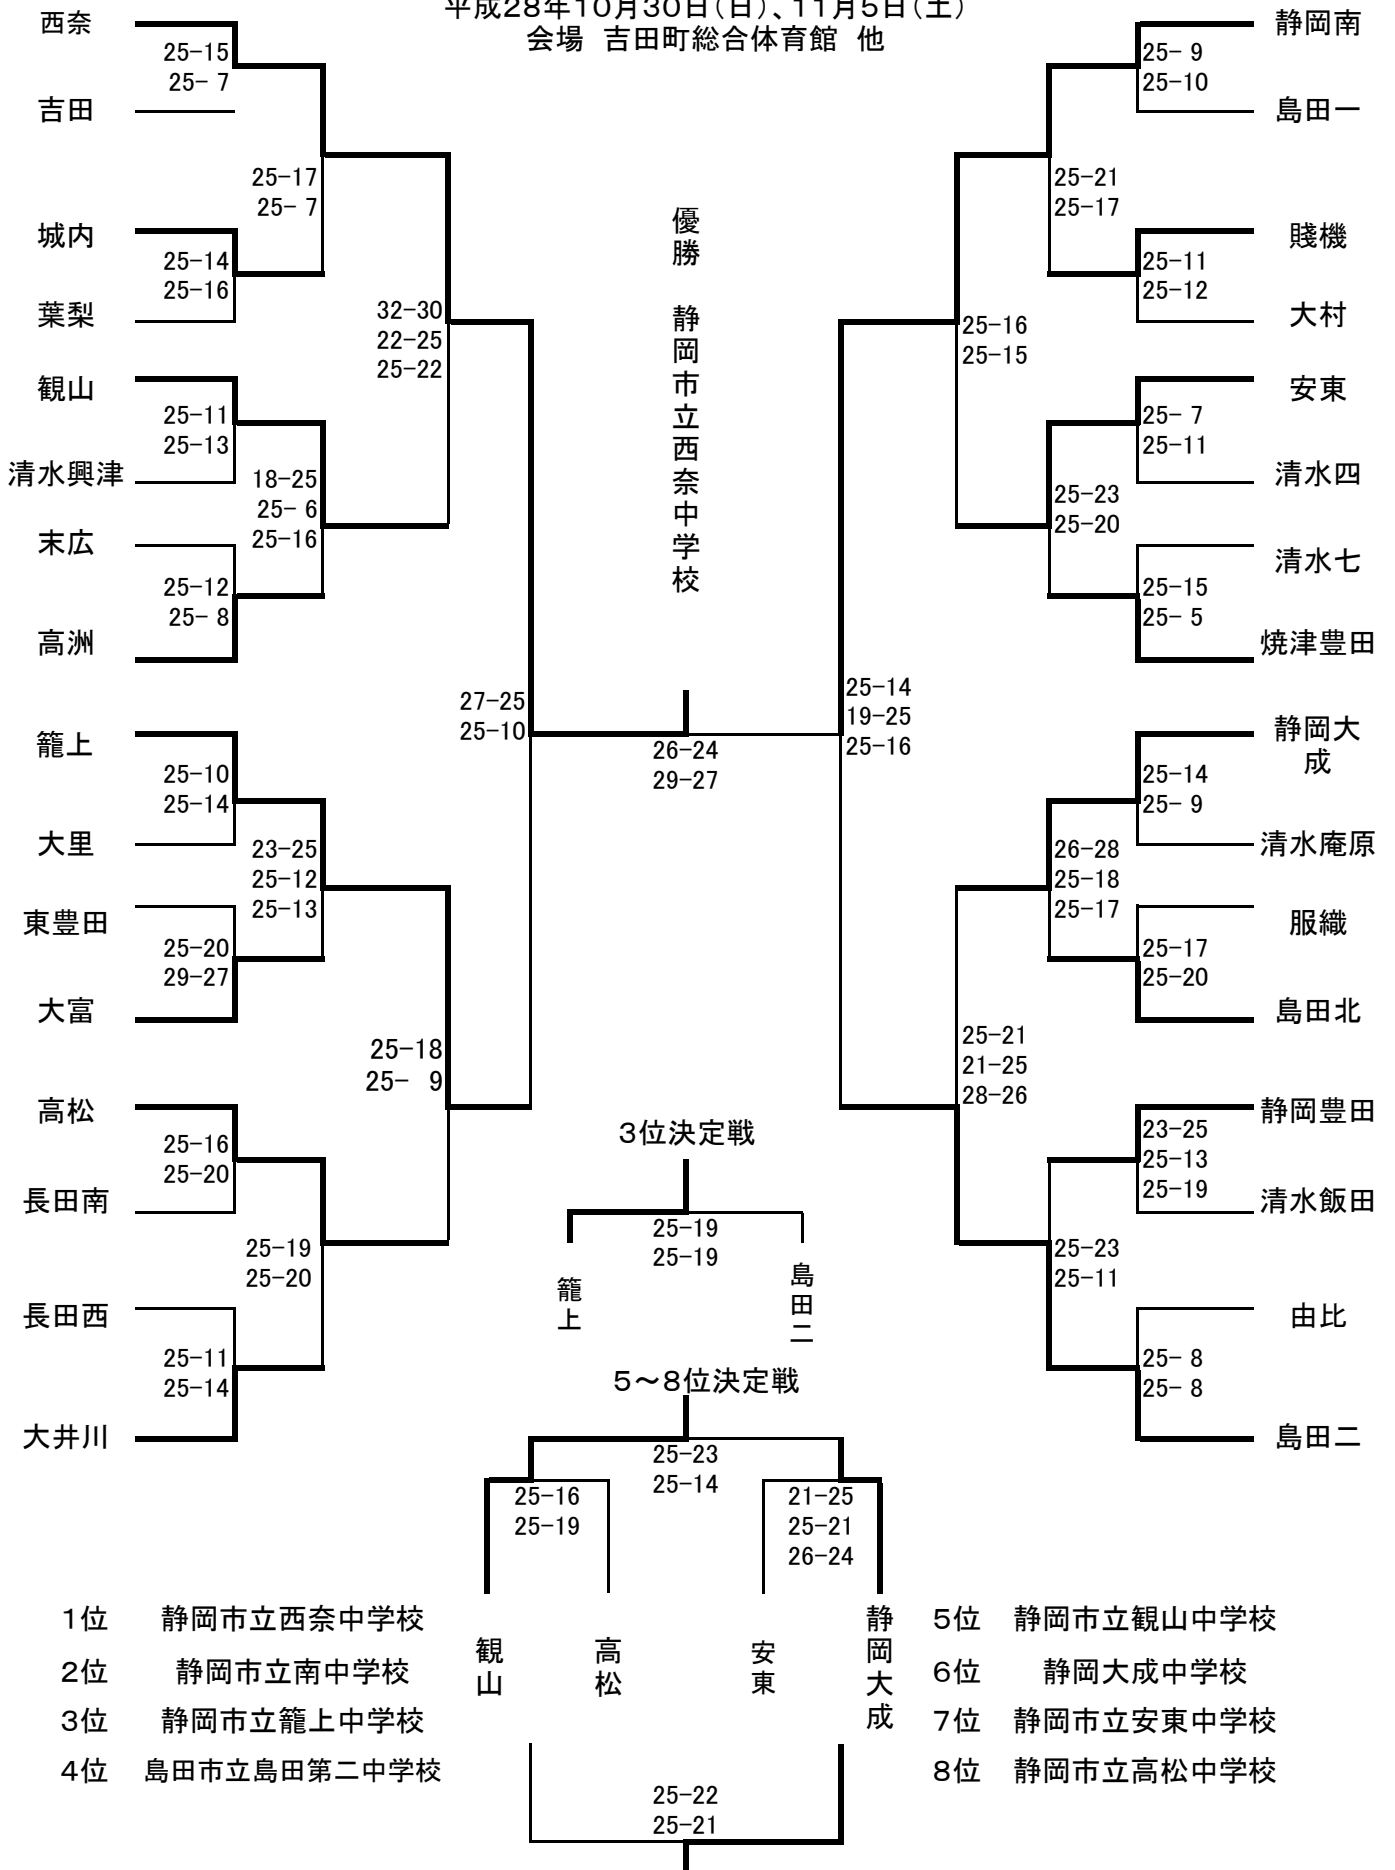 平成28年10月30日(日)、11月5日(土)
会場 吉田町総合体育館 他
西奈
25-15
25- 7
吉田
25-17
25- 7
城内
25-14
25-16
葉梨
32-30
22-25
25-22
観山
25-11
25-13
清水興津
18-25
25- 6
25-16
末広
25-12
25- 8
高洲
27-25
25-10
籠上
25-10
25-14
大里
23-25
25-12
25-13
東豊田
25-20
29-27
大富
25-18
25- 9
高松
25-16
25-20
長田南
25-19
25-20
長田西
25-11
25-14
大井川
優勝 静岡市立西奈中学校
26-24
29-27
静岡南
25- 9
25-10
島田一
25-21
25-17
賤機
25-11
25-12
大村
25-16
25-15
安東
25- 7
25-11
清水四
25-23
25-20
清水七
25-15
25- 5
焼津豊田
25-14
19-25
25-16
静岡大
成
25-14
25- 9
清水庵原
26-28
25-18
25-17
服織
25-17
25-20
島田北
25-21
21-25
28-26
静岡豊田
23-25
25-13
25-19
清水飯田
25-23
25-11
由比
25- 8
25- 8
島田二
3位決定戦
25-19
25-19
籠上
島田二
5~8位決定戦
25-23
25-14
25-16
25-19
21-25
25-21
26-24
観山
高松
安東
静岡大成
25-22
25-21
1位 静岡市立西奈中学校
2位 静岡市立南中学校
3位 静岡市立籠上中学校
4位 島田市立島田第二中学校
5位 静岡市立観山中学校
6位 静岡大成中学校
7位 静岡市立安東中学校
8位 静岡市立高松中学校